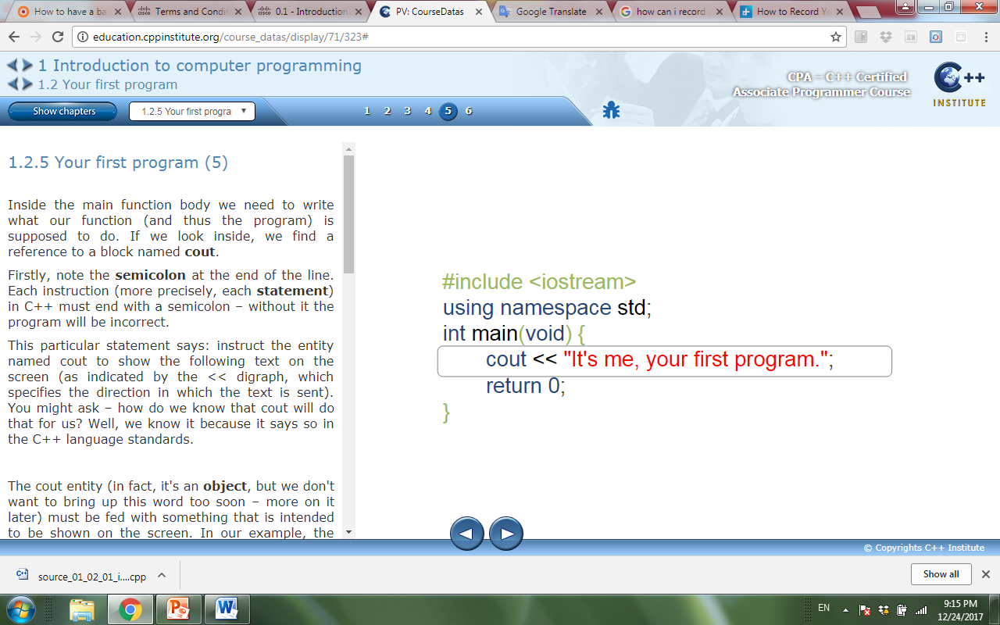 How to have a ba
Terms and Condi
0.1 - Introduction
PV: CourseDatas
Google Translate
how can i record
How to Record Yo
education.cppinstitute.org/course_datas/display/71/323#
1 Introduction to computer programming
1.2 Your first program
CPA – C++ Certified
Associate Programmer Course
C++
INSTITUTE
Show chapters
1.2.5 Your first progra
1 2 3 4 5 6
1.2.5 Your first program (5)
Inside the main function body we need to write
what our function (and thus the program) is
supposed to do. If we look inside, we find a
reference to a block named cout.
Firstly, note the semicolon at the end of the line.
Each instruction (more precisely, each statement)
in C++ must end with a semicolon – without it the
program will be incorrect.
This particular statement says: instruct the entity
named cout to show the following text on the
screen (as indicated by the << digraph, which
specifies the direction in which the text is sent).
You might ask – how do we know that cout will do
that for us? Well, we know it because it says so in
the C++ language standards.
The cout entity (in fact, it's an object, but we don't
want to bring up this word too soon – more on it
later) must be fed with something that is intended
to be shown on the screen. In our example, the
#include <iostream>
using namespace std;
int main(void) {
cout << "It's me, your first program.";
return 0;
}
© Copyrights C++ Institute
source_01_02_01_i....cpp
Show all
EN
9:15 PM
12/24/2017